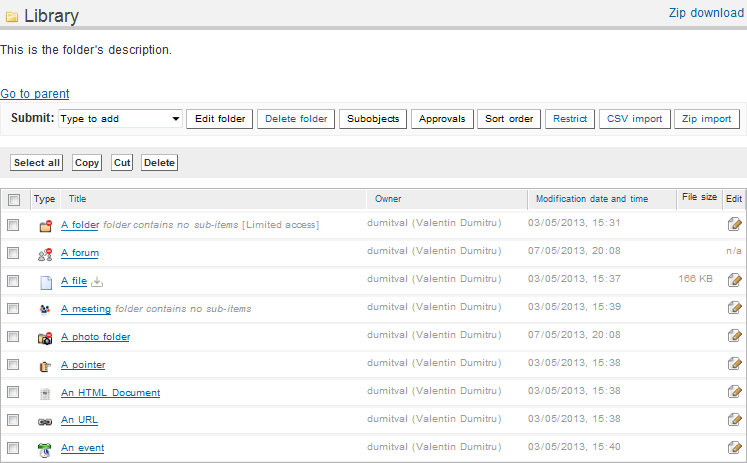 Library Zip download
This is the folder's description.
Go to parent
Submit: Type to add Edit folder Delete folder Subobjects Approvals Sort order Restrict CSV import Zip import
Select all Copy Cut Delete
Type Title Owner Modification date and time File size Edit
A folder folder contains no sub-items [Limited access] dumitval (Valentin Dumitru) 03/05/2013, 15:31
A forum dumitval (Valentin Dumitru) 07/05/2013, 20:08 n/a
A file dumitval (Valentin Dumitru) 03/05/2013, 15:37 166 KB
A meeting folder contains no sub-items dumitval (Valentin Dumitru) 03/05/2013, 15:39
A photo folder dumitval (Valentin Dumitru) 07/05/2013, 20:08
A pointer dumitval (Valentin Dumitru) 03/05/2013, 15:38
An HTML Document dumitval (Valentin Dumitru) 03/05/2013, 15:38
An URL dumitval (Valentin Dumitru) 03/05/2013, 15:38
An event dumitval (Valentin Dumitru) 03/05/2013, 15:40